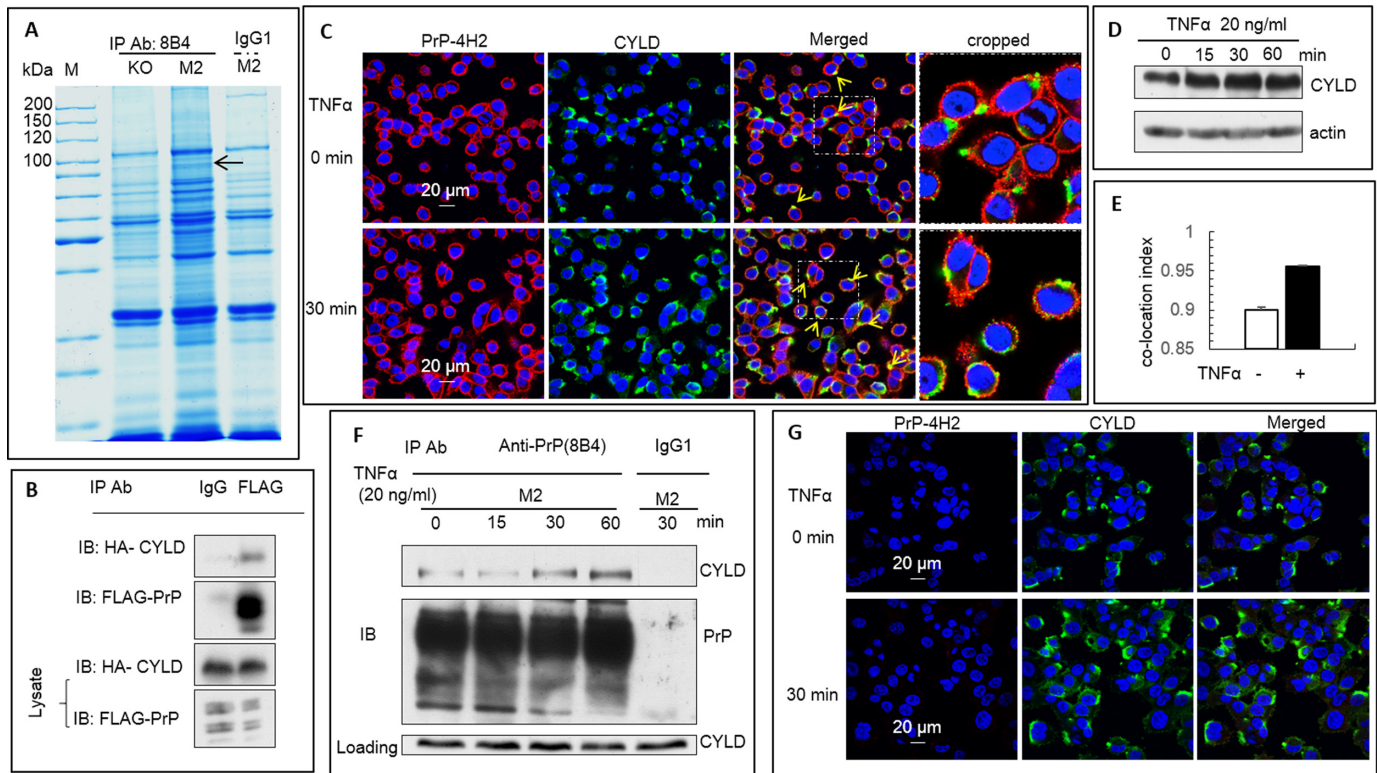 A
IP Ab: 8B4 IgG1
kDa M KO M2 M2
200
150
120
100
B
IP Ab IgG FLAG
IB: HA- CYLD
IB: FLAG-PrP
IB: HA- CYLD
IB: FLAG-PrP
Lysate
C
PrP-4H2 CYLD Merged cropped
TNFα
0 min
20 µm
30 min
20 µm
D
TNFα 20 ng/ml
0 15 30 60 min
CYLD
actin
E
co-location index
1
0.95
0.9
0.85
TNFα - +
F
IP Ab Anti-PrP(8B4) IgG1
TNFα
(20 ng/ml) M2 M2
0 15 30 60 30 min
CYLD
IB PrP
Loading CYLD
G
PrP-4H2 CYLD Merged
TNFα
0 min
20 µm
30 min
20 µm